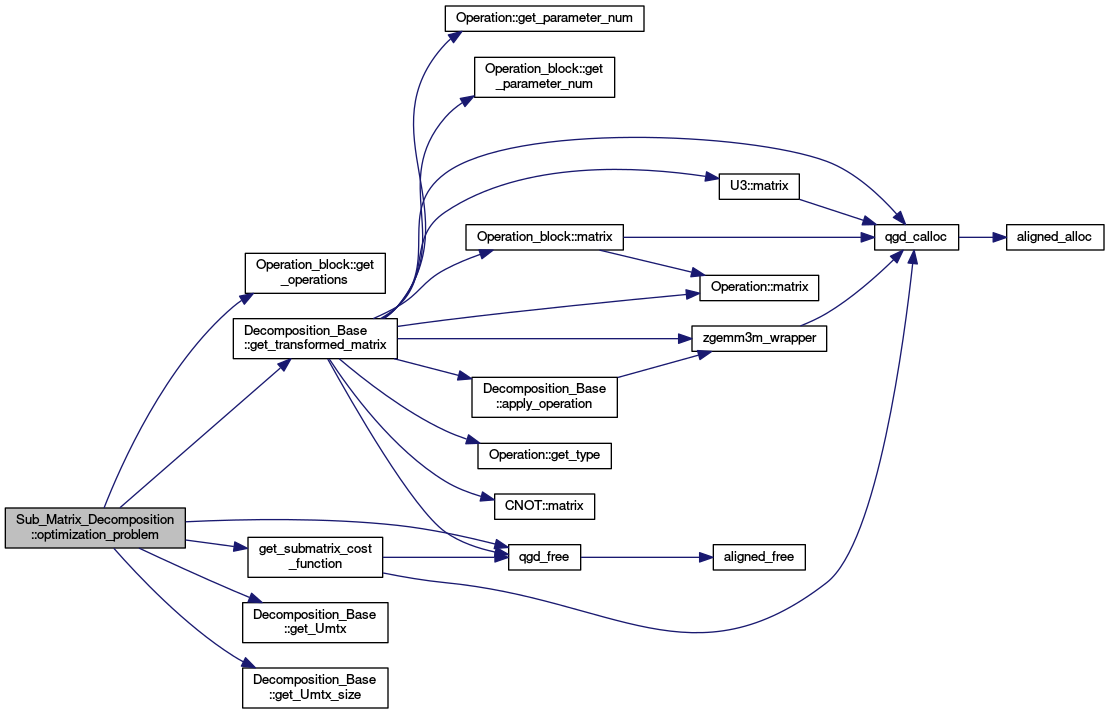 Operation::get_parameter_num
Operation_block::get
_parameter_num
U3::matrix
Operation_block::matrix
qgd_calloc
aligned_alloc
Operation_block::get
_operations
Operation::matrix
Decomposition_Base
::get_transformed_matrix
zgemm3m_wrapper
Decomposition_Base
::apply_operation
Operation::get_type
CNOT::matrix
Sub_Matrix_Decomposition
::optimization_problem
get_submatrix_cost
_function
qgd_free
aligned_free
Decomposition_Base
::get_Umtx
Decomposition_Base
::get_Umtx_size